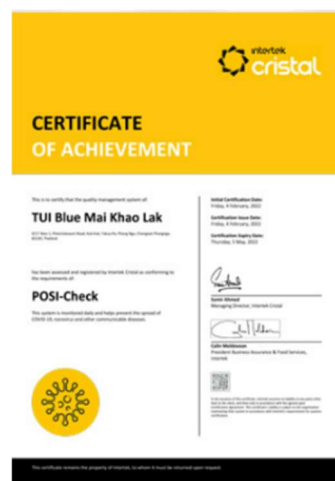 intertek
cristal
CERTIFICATE
OF ACHIEVEMENT
This is to certify that the quality management system of:
TUI Blue Mai Khao Lak
has been assessed and registered by Intertek Cristal as conforming
to the requirements of:
POSI-Check
This system is monitored daily and helps prevent the spread of
COVID-19, norovirus and other communicable diseases.
Initial Certification Date:
Friday, 4 February, 2022
Certification Issue Date:
Friday, 4 February, 2022
Certification Expiry Date:
Thursday, 5 May, 2022
Managing Director, Intertek Cristal
President Business Assurance & Food Services,
Intertek
This certificate remains the property of Intertek, to whom it must be returned upon request.